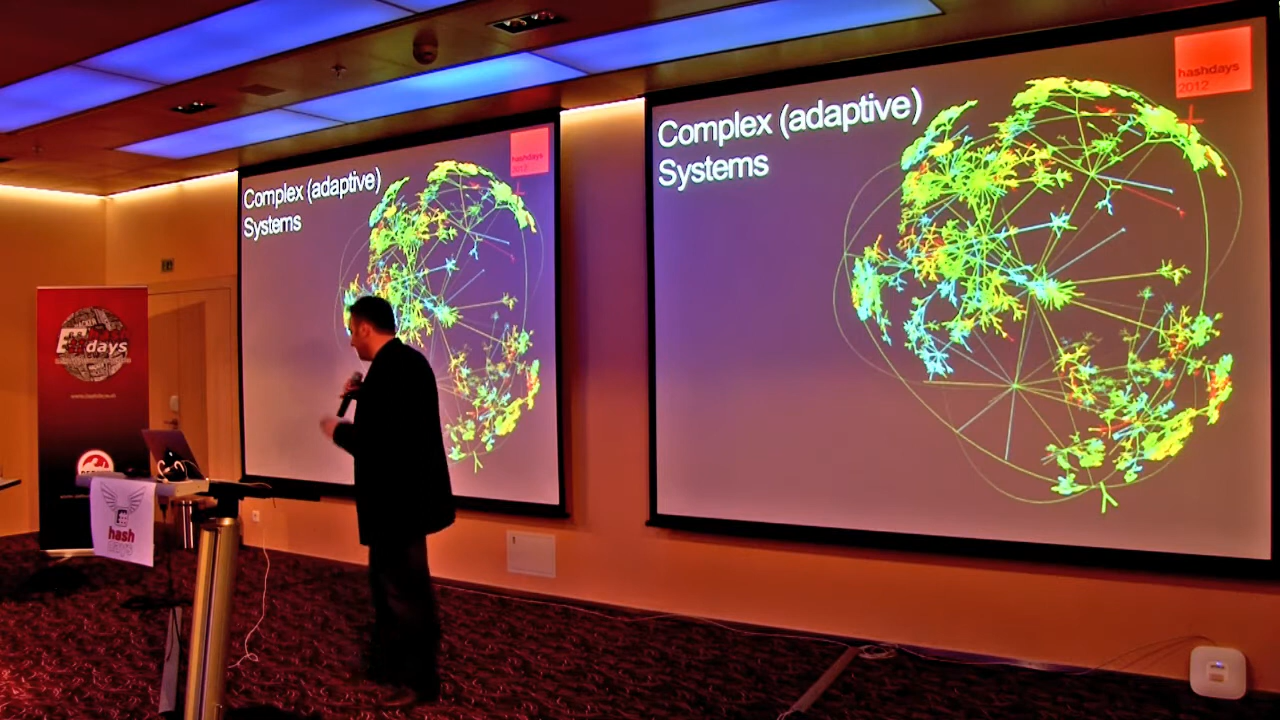 Complex (adaptive)
Systems
hashdays
2012
Complex (adaptive)
Systems
hashdays
2012
days
hash